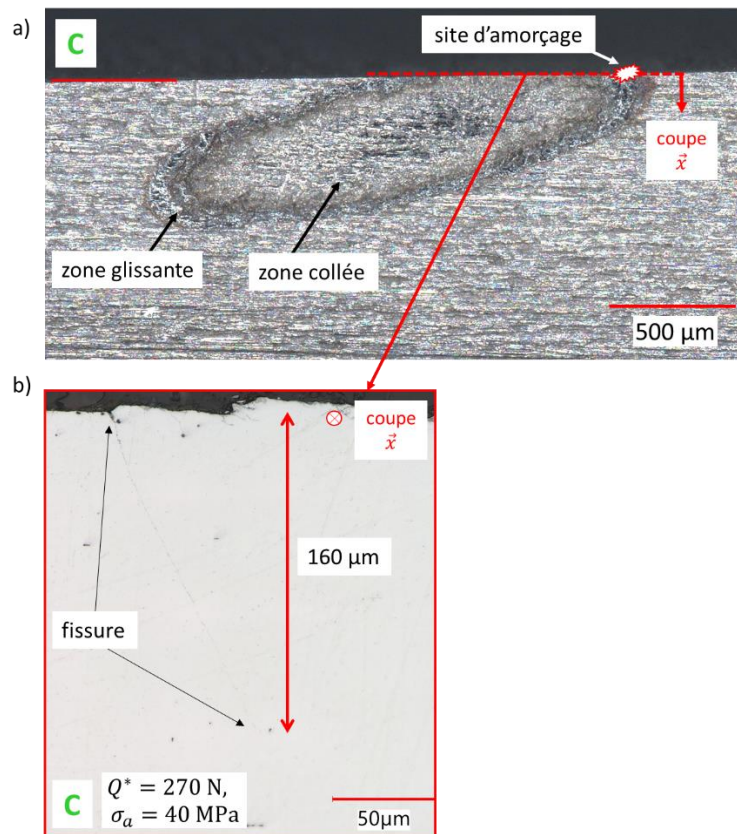 a)
C
site d'amorçage
coupe
x⃗
zone glissante
zone collée
500 µm
b)
coupe
x⃗
160 µm
fissure
C
Q* = 270 N,
σa = 40 MPa
50µm